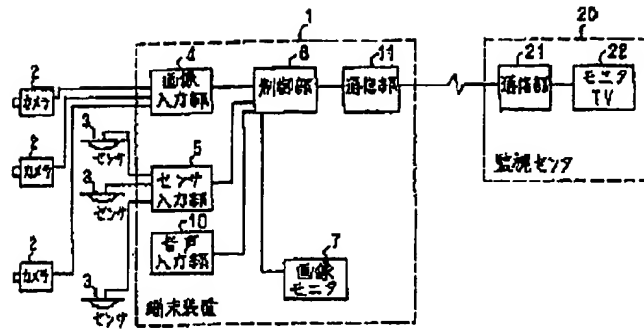 1
20
4
画像
入力部
6
制御部
11
通信部
21
通信部
22
モニタ
TV
監視センタ
2
カメラ
2
カメラ
2
カメラ
3
センサ
3
センサ
3
センサ
5
センサ
入力部
10
音声
入力部
7
画像
モニタ
端末装置